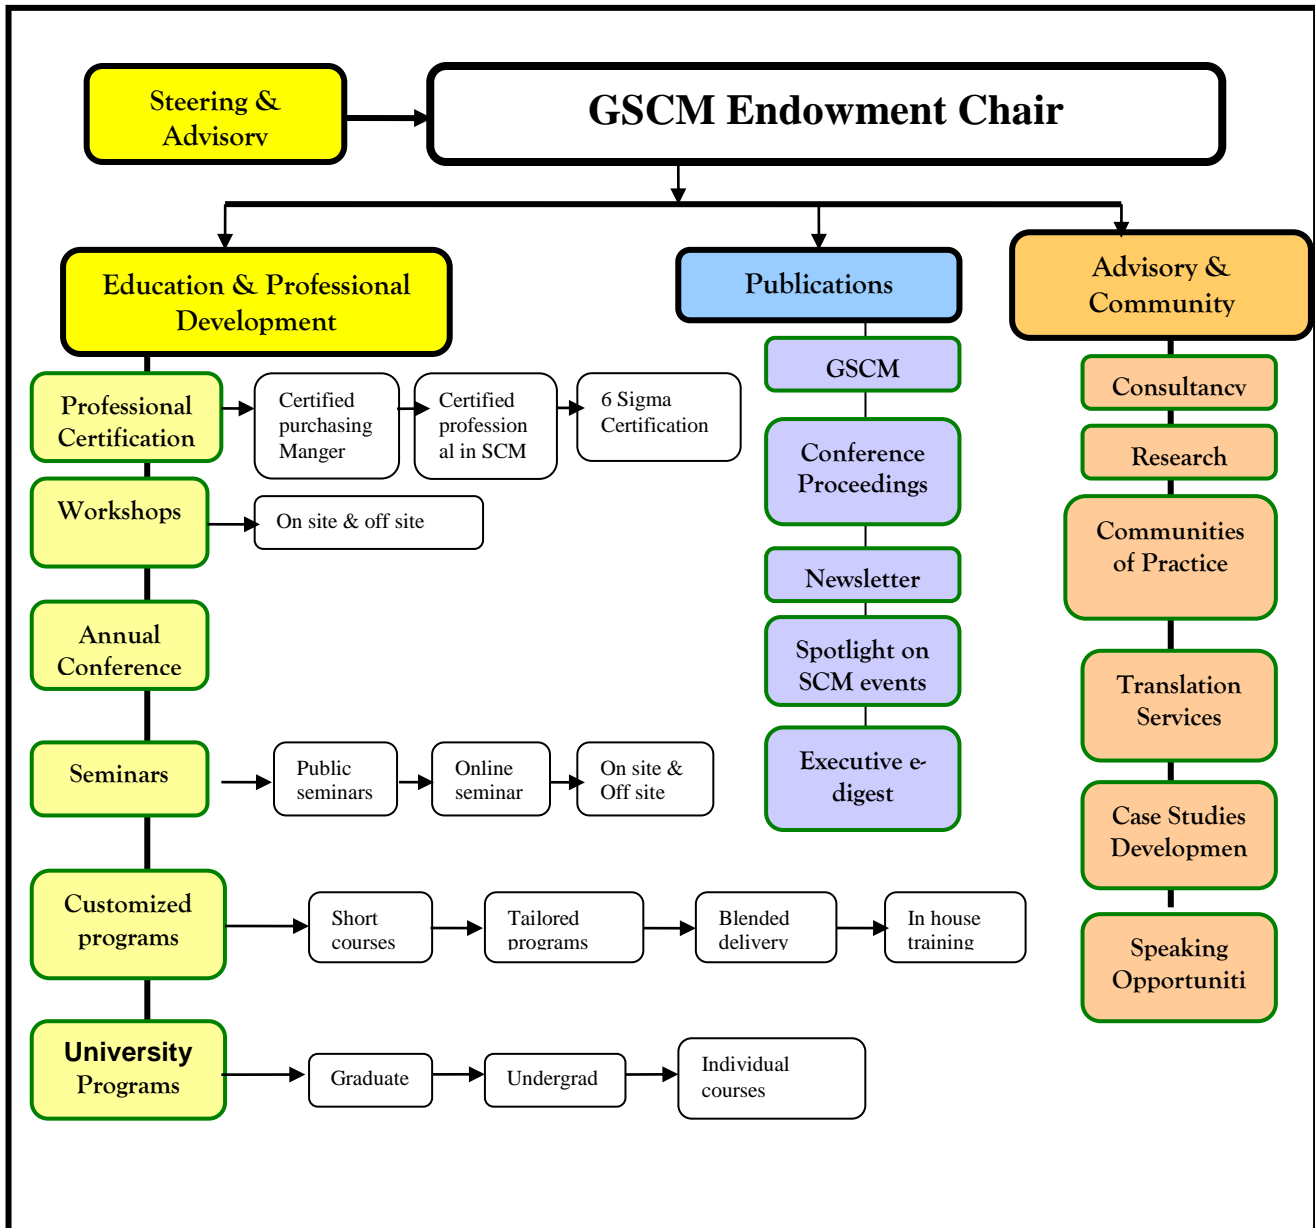 Steering &
Advisory
GSCM Endowment Chair
Education & Professional
Development
Publications
Advisory &
Community
Professional
Certification
Certified
purchasing
Manger
Certified
profession
al in SCM
6 Sigma
Certification
Workshops
On site & off site
Annual
Conference
Seminars
Public
seminars
Online
seminar
On site &
Off site
Customized
programs
Short
courses
Tailored
programs
Blended
delivery
In house
training
University
Programs
Graduate
Undergrad
Individual
courses
GSCM
Conference
Proceedings
Newsletter
Spotlight on
SCM events
Executive e-
digest
Consultancy
Research
Communities
of Practice
Translation
Services
Case Studies
Developmen
Speaking
Opportuniti